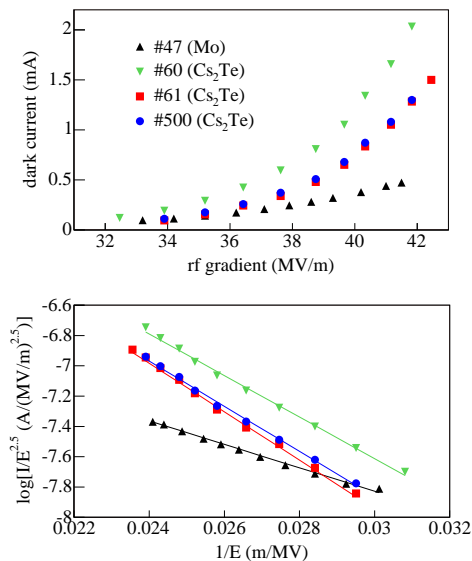 2
1.5
1
0.5
0
dark current (mA)
#47 (Mo)
#60 (Cs₂Te)
#61 (Cs₂Te)
#500 (Cs₂Te)
32 34 36 38 40 42
rf gradient (MV/m)
-6.6
-6.8
-7
-7.2
-7.4
-7.6
-7.8
-8
log[I/E^2.5 (A/(MV/m)^2.5)]
0.022 0.024 0.026 0.028 0.03 0.032
1/E (m/MV)